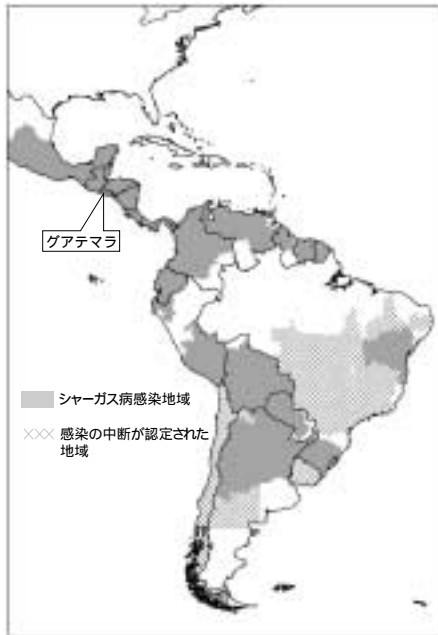 グアテマラ
シャーガス病感染地域
感染の中断が認定された
地域